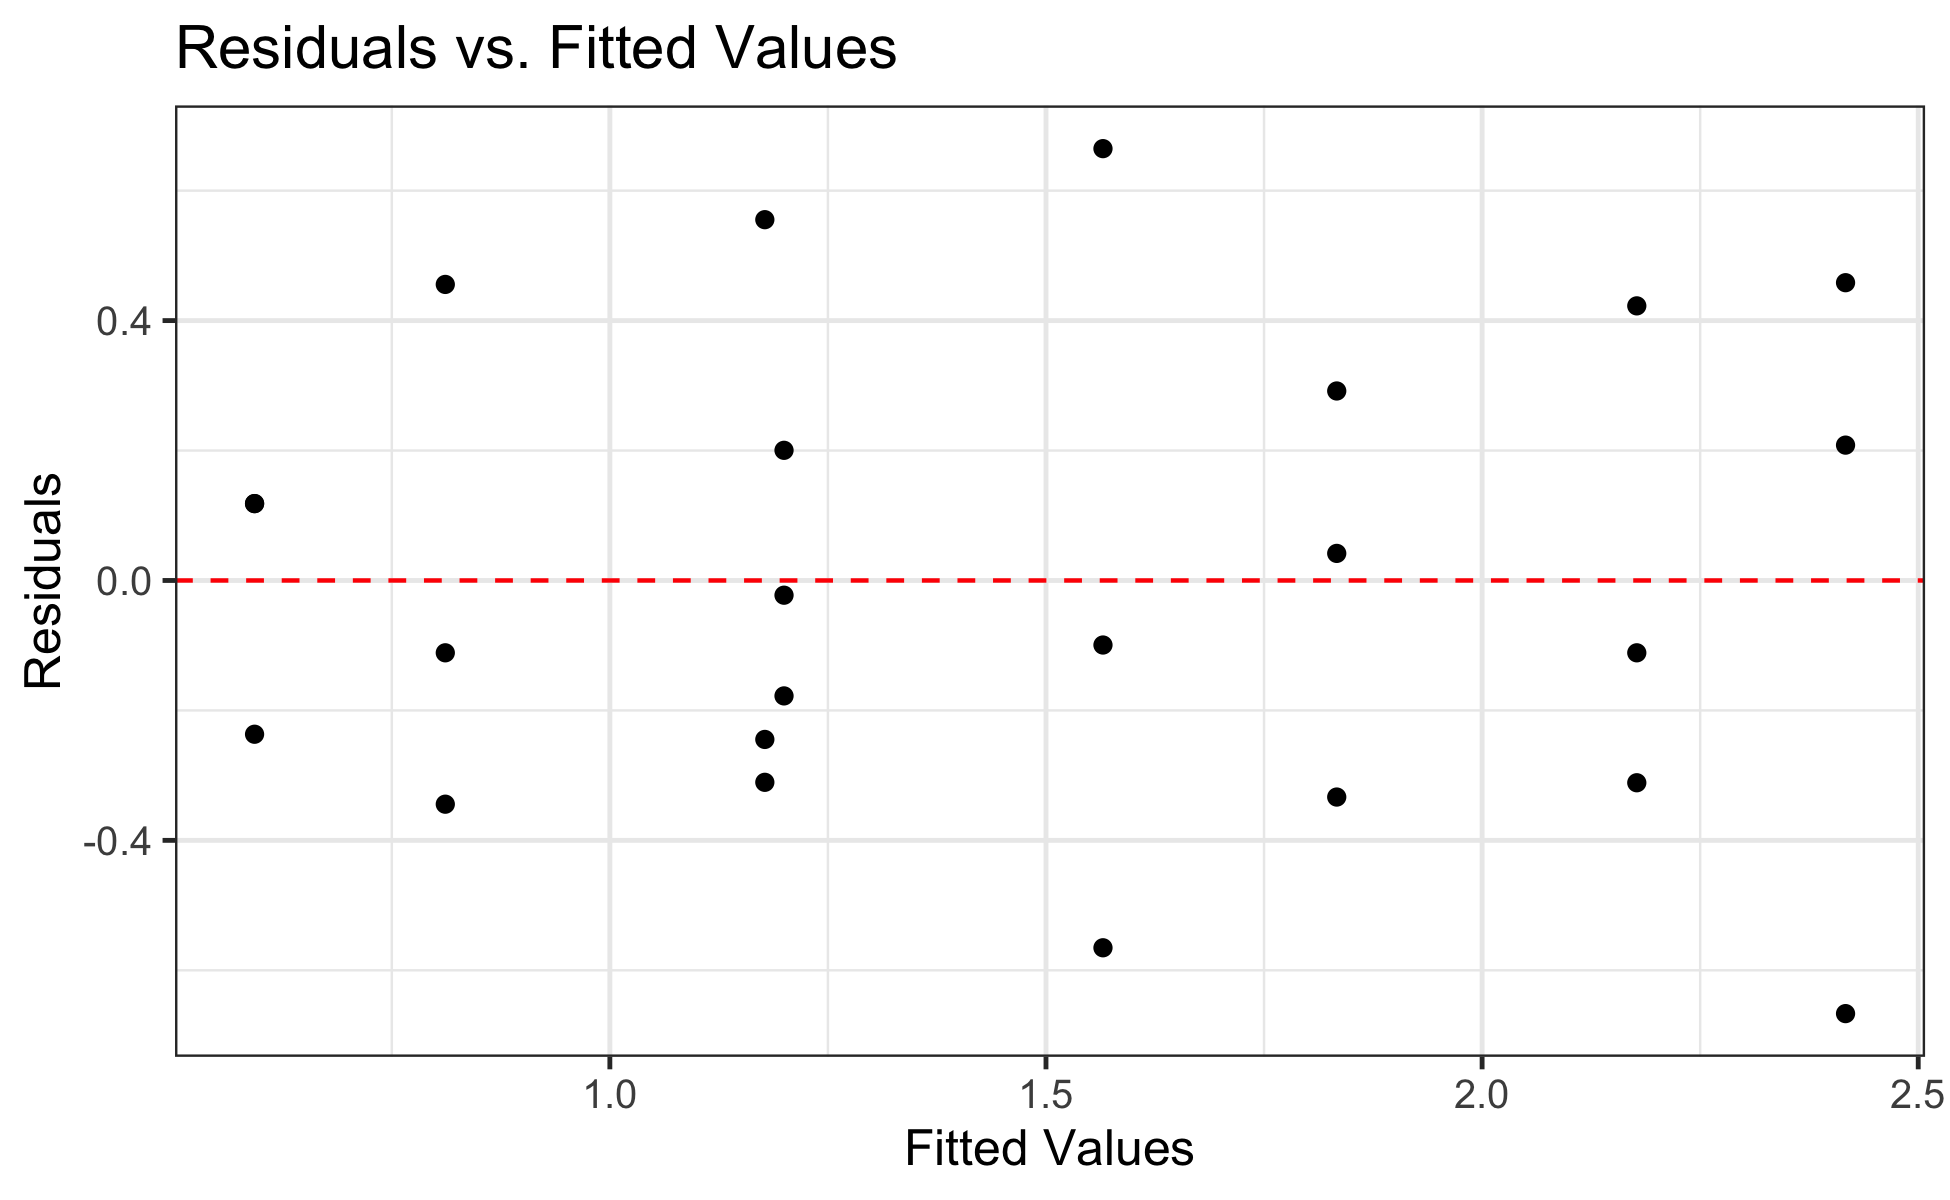 Residuals vs. Fitted Values
Residuals
0.4
0.0
-0.4
1.0 1.5 2.0 2.5
Fitted Values